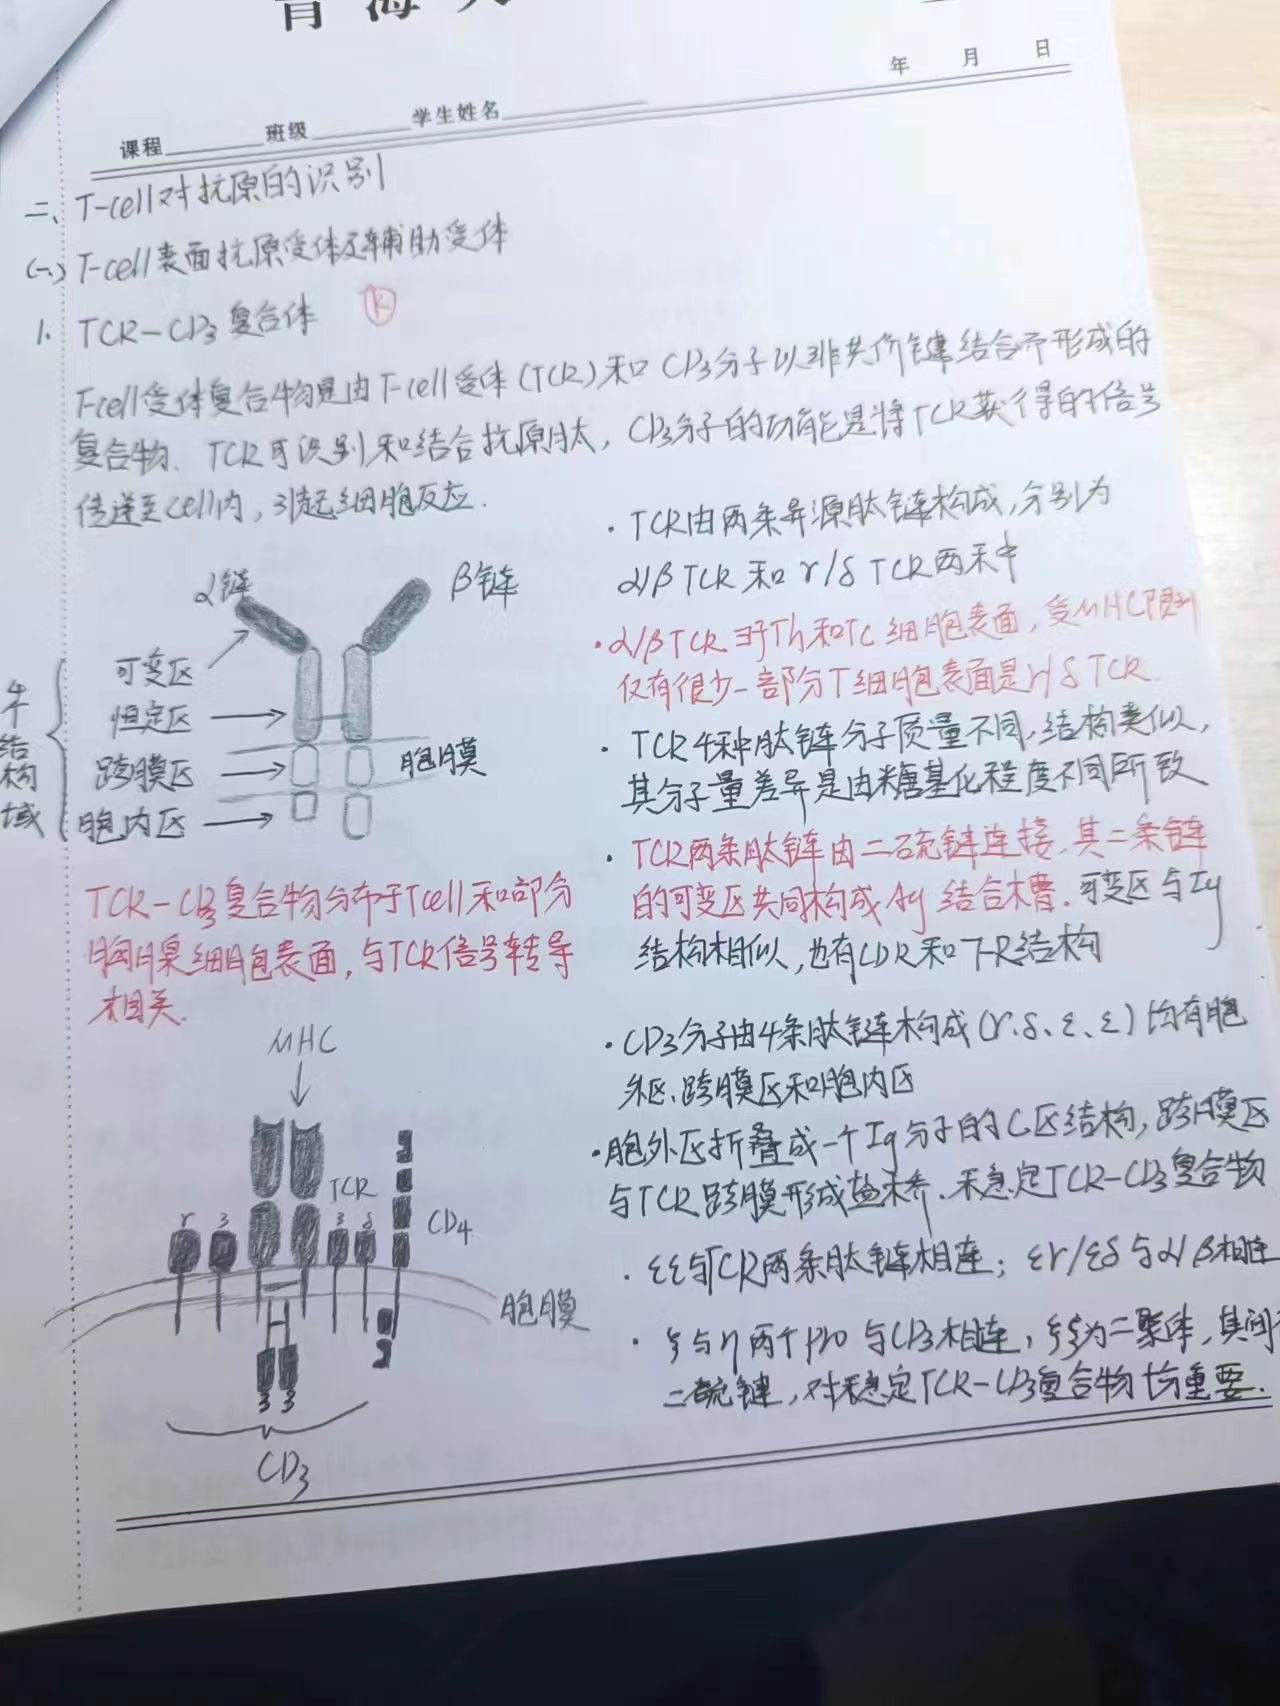 青海大
年 月 日
课程 班级 学生姓名
二、T-cell对抗原的识别
(一) T-cell表面抗原受体及辅助受体
1. TCR-CD3复合体 K
T-cell受体复合物是由T-cell受体(TCR)和CD3分子以非共价键结合而形成的
复合物. TCR可识别和结合抗原肽, CD3分子的功能是将TCR获得的信号
传递至cell内, 引起细胞反应.
α链 β链
可变区
恒定区
跨膜区 胞膜
胞内区
结构域
TCR-CD3复合物分布于Tcell和部分
胸腺细胞表面, 与TCR信号转导
相关.
MHC
TCR
γ ε ε δ
CD4
胞膜
ξ ξ
CD3
· TCR由两条异源肽链构成, 分别为
α/β TCR 和 γ/δ TCR两种
· α/β TCR于Th和Tc细胞表面, 受MHC限制
仅有很少一部分T细胞表面是γ/δ TCR.
· TCR 4种肽链分子质量不同, 结构类似,
其分子量差异是由糖基化程度不同所致
· TCR两条肽链由二硫键连接, 其二条链
的可变区共同构成Ag结合槽. 可变区与Ig
结构相似, 也有CDR和FR结构
· CD3分子由4条肽链构成(γ、δ、ε、ε)均有胞
外区、跨膜区和胞内区
· 胞外区折叠成一个Ig分子的C区结构, 跨膜区
与TCR跨膜形成盐桥. 稳定TCR-CD3复合物
· εε与TCR两条肽链相连; εγ/εδ与α/β相连
· ξ与η两个pro与CD3相连, ξξ为二聚体, 其间
二硫键, 对稳定TCR-CD3复合物均重要.